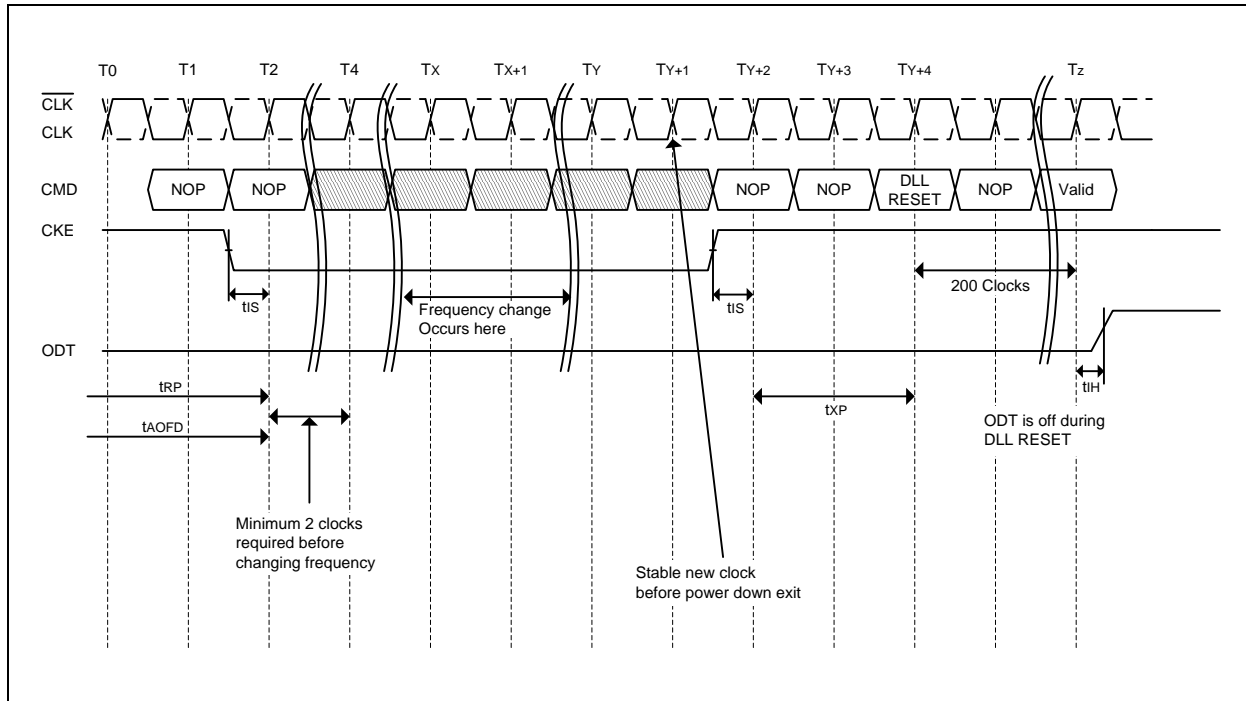 T0 T1 T2 T4 TX TX+1 TY TY+1 TY+2 TY+3 TY+4 Tz
CLK
CLK
CMD NOP NOP NOP NOP DLL RESET NOP Valid
CKE
tIS
Frequency change
Occurs here
tIS
200 Clocks
ODT
tIH
tRP
tXP
tAOFD
ODT is off during
DLL RESET
Minimum 2 clocks
required before
changing frequency
Stable new clock
before power down exit